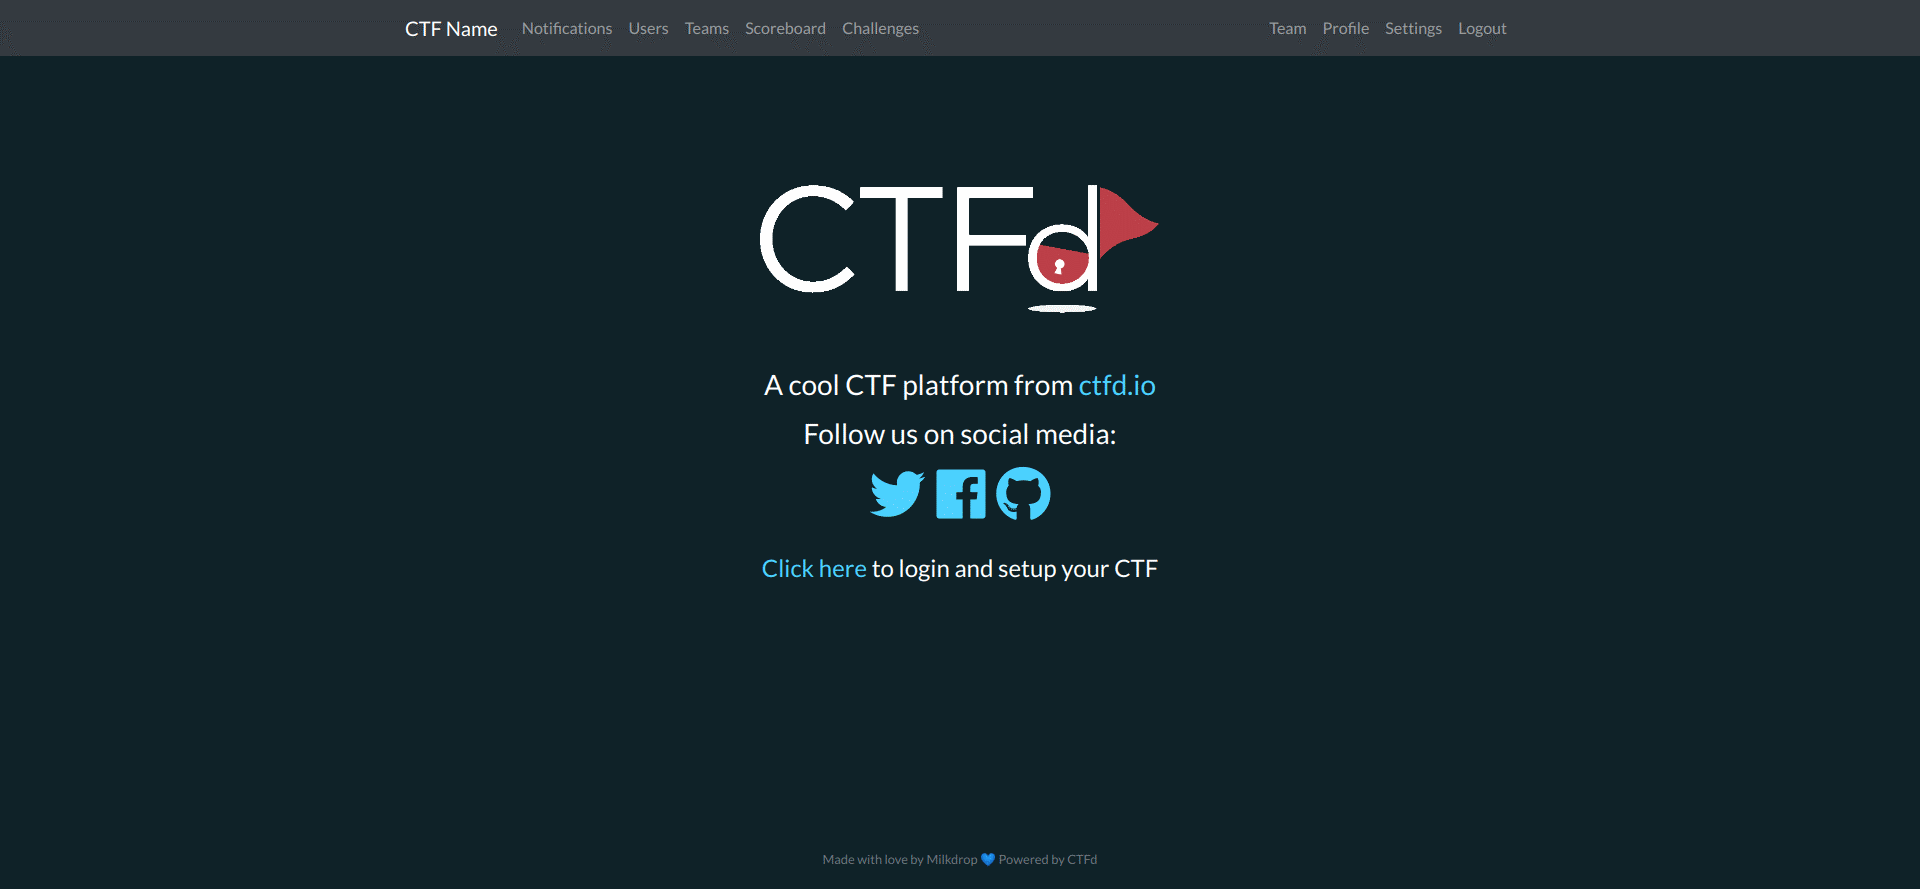 CTF Name Notifications Users Teams Scoreboard Challenges Team Profile Settings Logout
CTFd
A cool CTF platform from ctfd.io
Follow us on social media:
Click here to login and setup your CTF
Made with love by Milkdrop 💙 Powered by CTFd